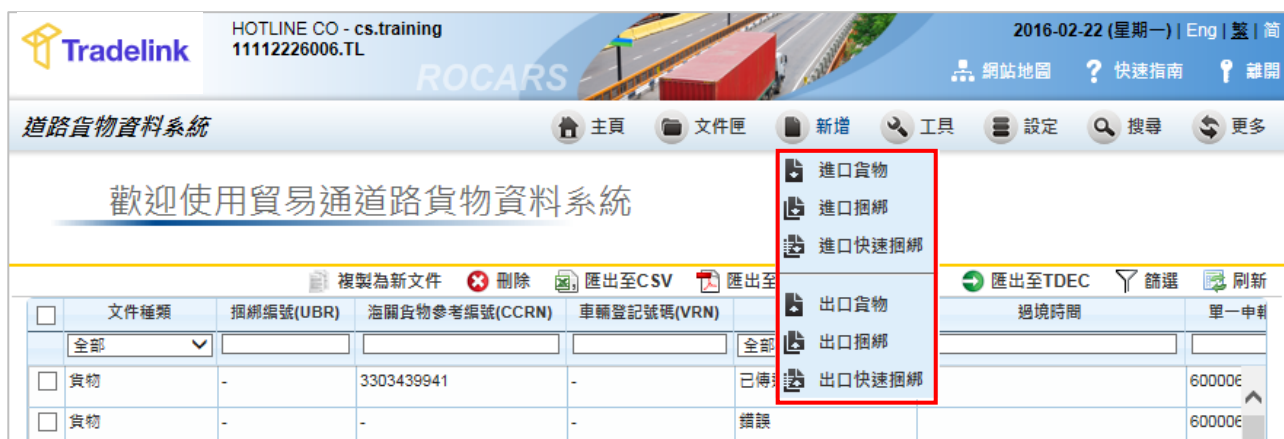 Tradelink
HOTLINE CO - cs.training
11112226006.TL
ROCARS
2016-02-22 (星期一) | Eng | 繁 | 简
網站地圖 快速指南 離開
道路貨物資料系統
主頁 文件匣 新增 工具 設定 搜尋 更多
進口貨物
進口捆綁
進口快速捆綁
出口貨物
出口捆綁
出口快速捆綁
歡迎使用貿易通道路貨物資料系統
複製為新文件 刪除 匯出至CSV 匯出至 匯出至TDEC 篩選 刷新
文件種類 捆綁編號(UBR) 海關貨物參考編號(CCRN) 車輛登記號碼(VRN) 過境時間 單一申報
全部 全部
貨物 - 3303439941 - 已傳 600006
貨物 - - - 錯誤 600006